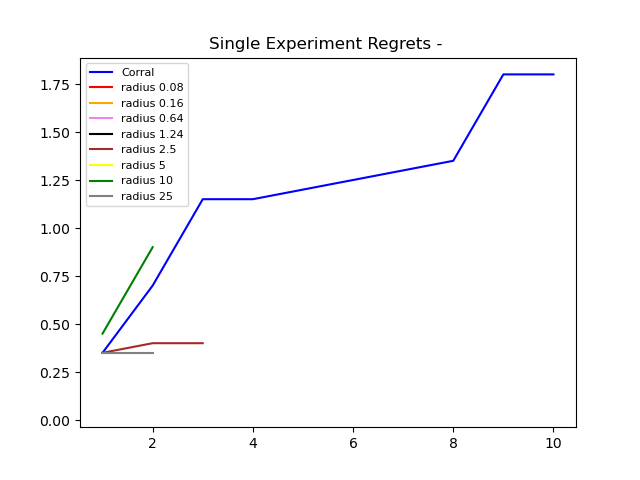 Single Experiment Regrets -
Corral
radius 0.08
radius 0.16
radius 0.64
radius 1.24
radius 2.5
radius 5
radius 10
radius 25
1.75
1.50
1.25
1.00
0.75
0.50
0.25
0.00
2 4 6 8 10